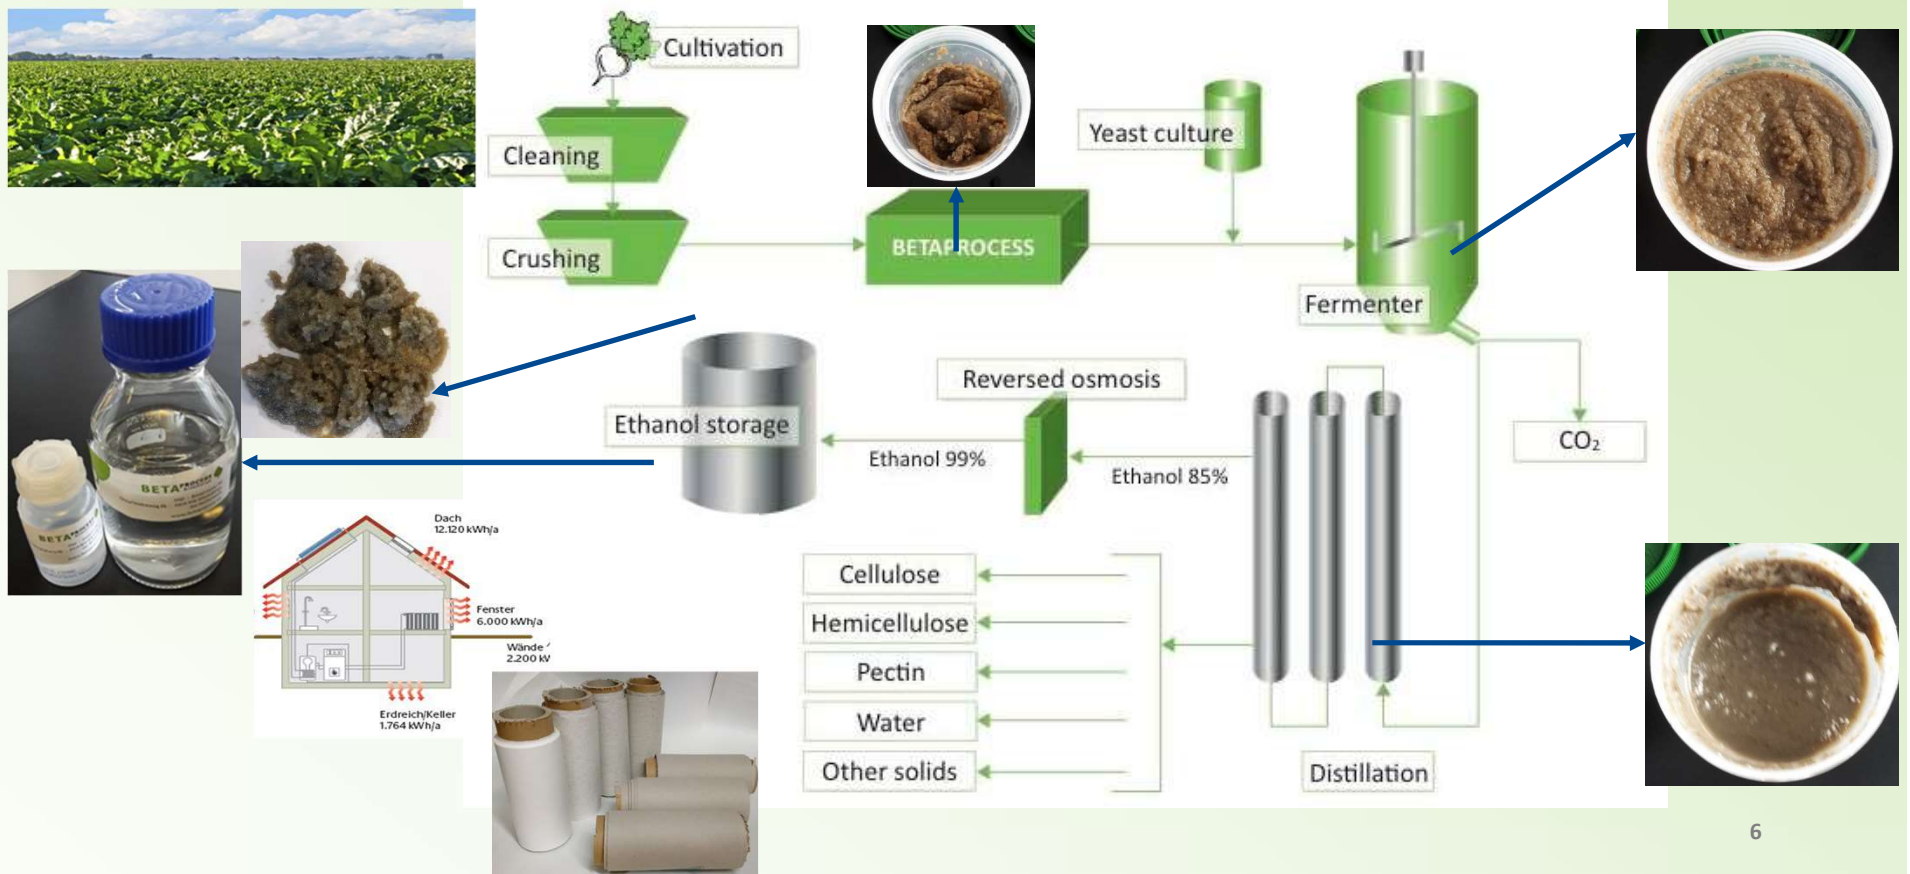 Cultivation
Cleaning
Crushing
BETAPROCESS
Yeast culture
Fermenter
CO₂
Reversed osmosis
Ethanol storage
Ethanol 99%
Ethanol 85%
Distillation
Cellulose
Hemicellulose
Pectin
Water
Other solids
BETAPROCESS
BETAPROCESS
Dach
12.120 kWh/a
Fenster
6.000 kWh/a
Wände
2.200
Erdreich/Keller
1.764 kWh/a
6